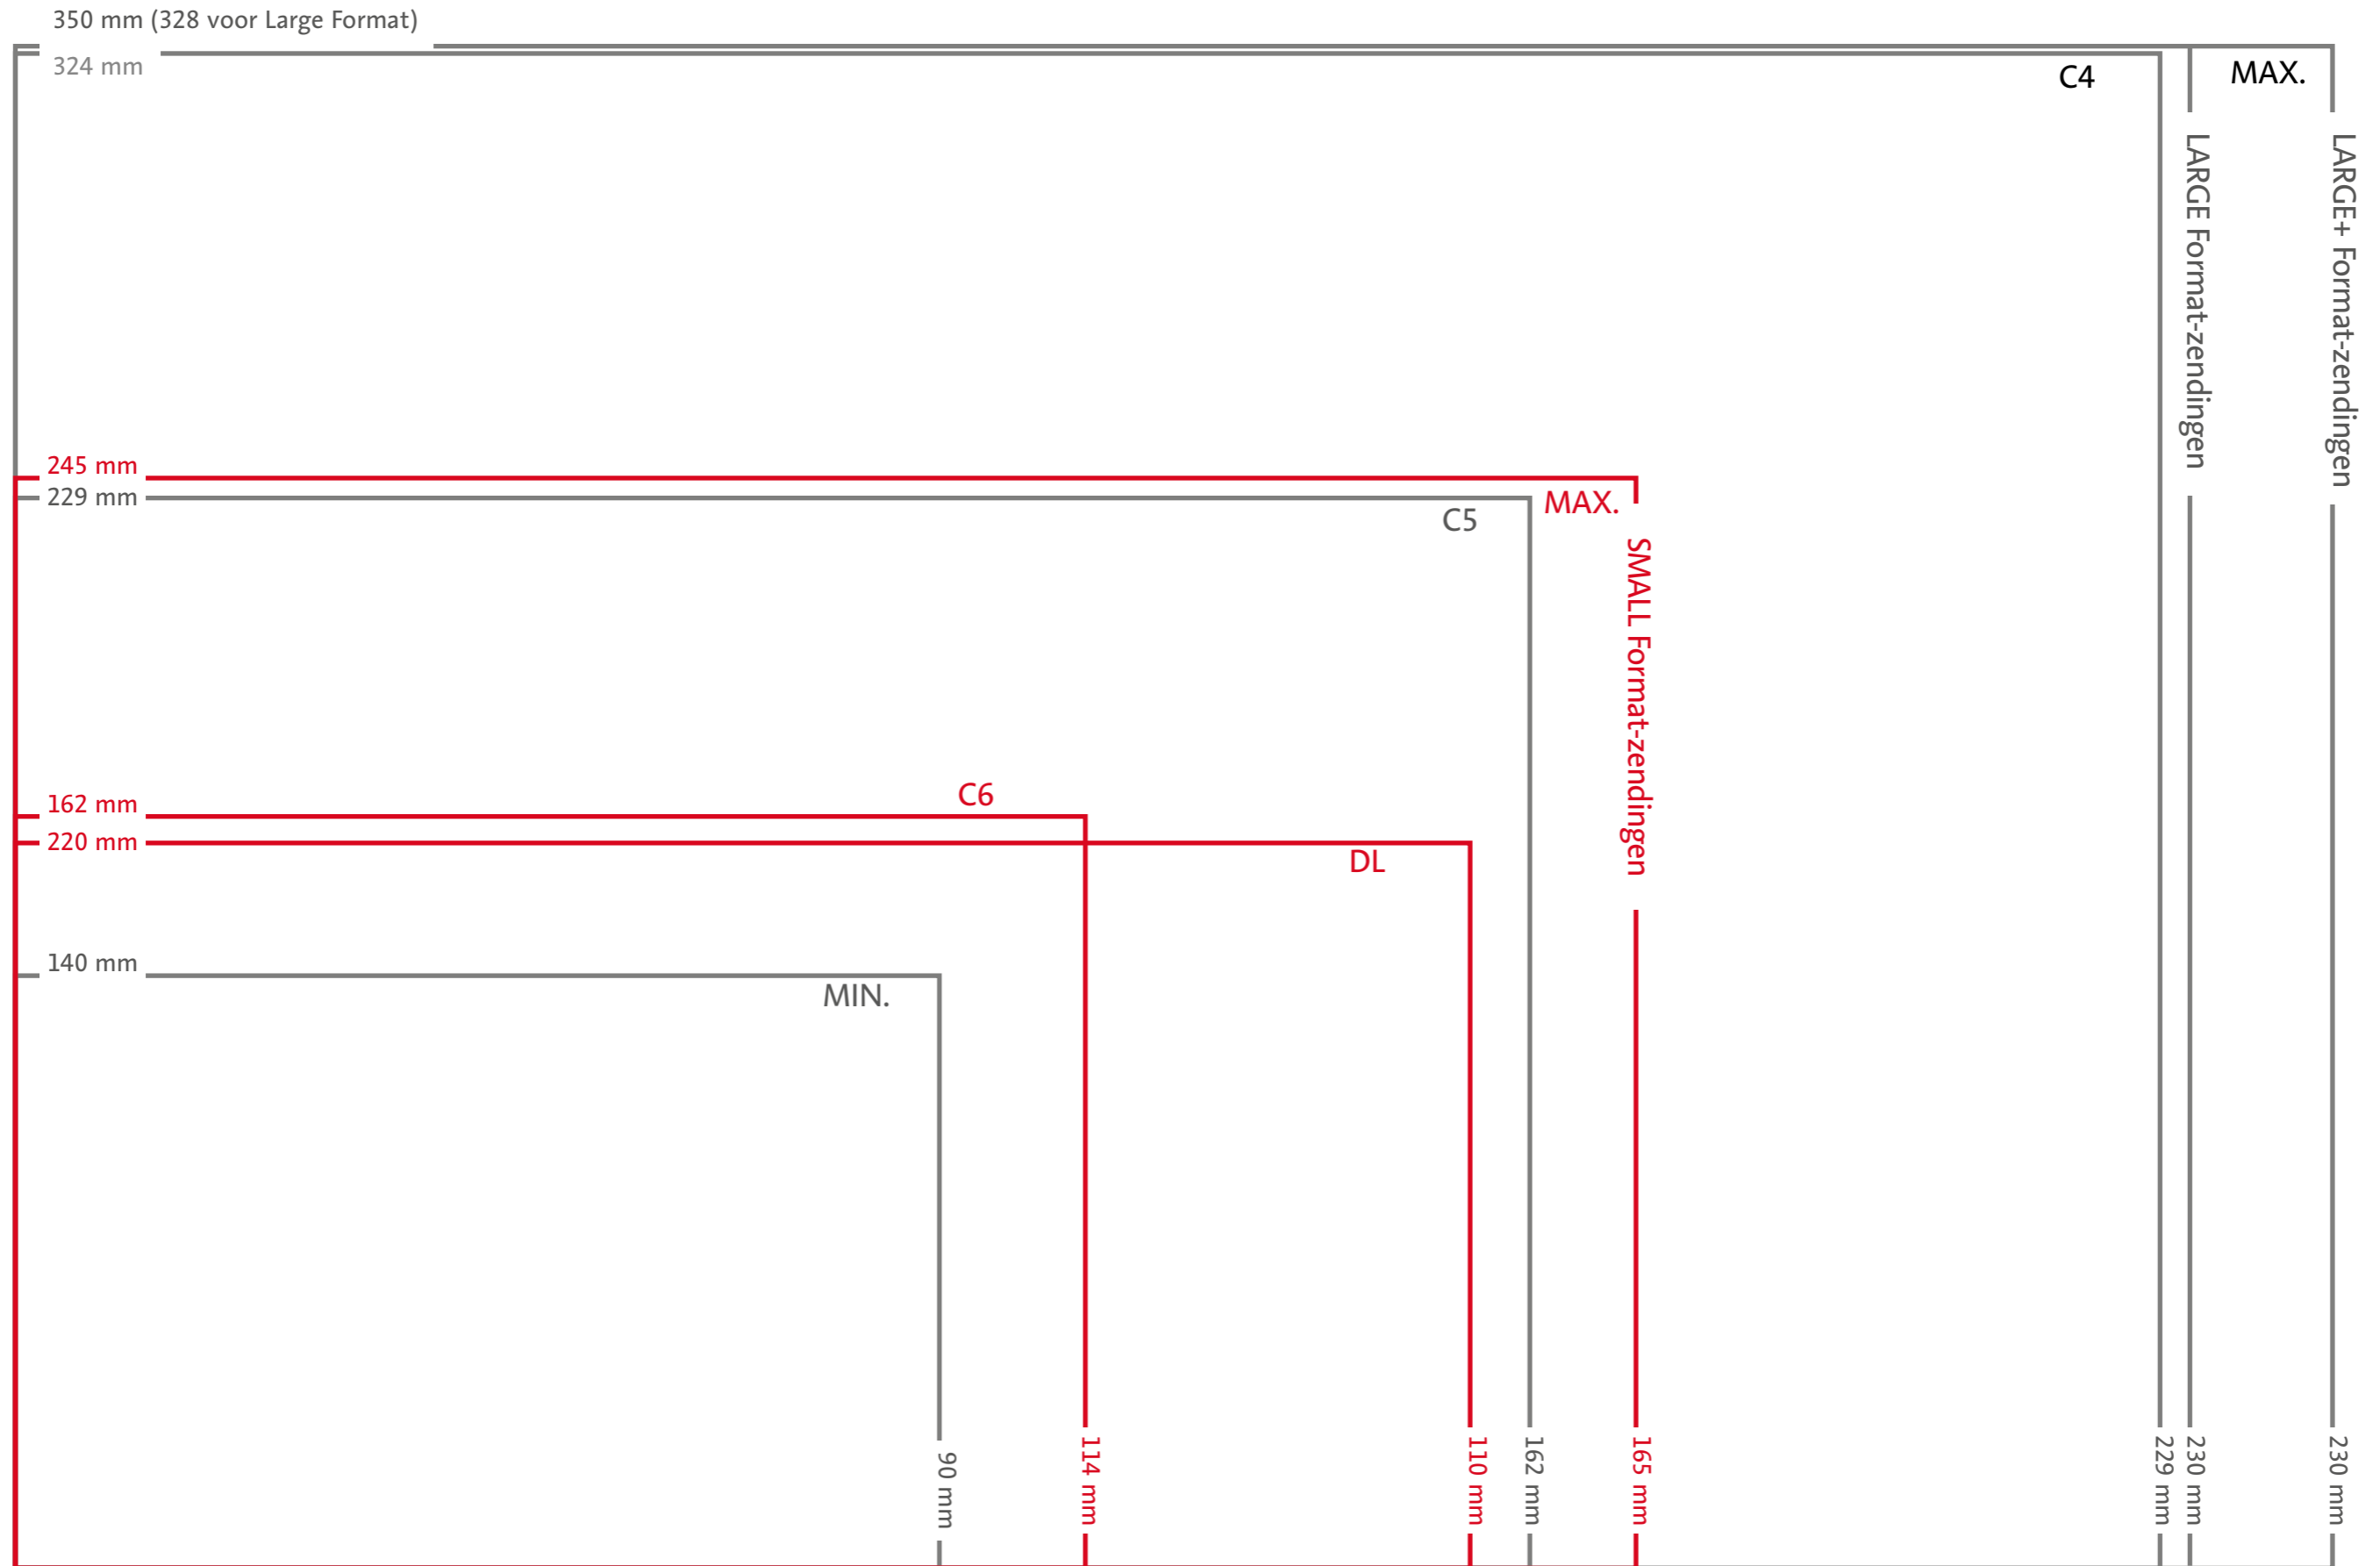 350 mm (328 voor Large Format)
324 mm
C4
MAX.
LARGE Format-zendingen
LARGE+ Format-zendingen
245 mm
229 mm
MAX.
C5
SMALL Format-zendingen
C6
162 mm
220 mm
DL
140 mm
MIN.
90 mm
114 mm
110 mm
162 mm
165 mm
229 mm
230 mm
230 mm